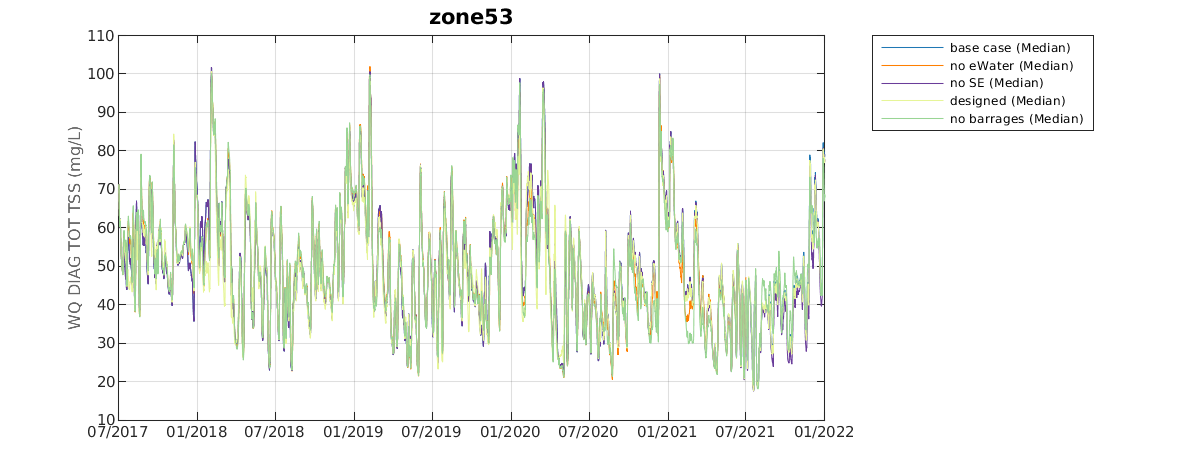 zone53
110
100
90
80
70
60
50
40
30
20
10
WQ DIAG TOT TSS (mg/L)
07/2017 01/2018 07/2018 01/2019 07/2019 01/2020 07/2020 01/2021 07/2021 01/2022
base case (Median)
no eWater (Median)
no SE (Median)
designed (Median)
no barrages (Median)